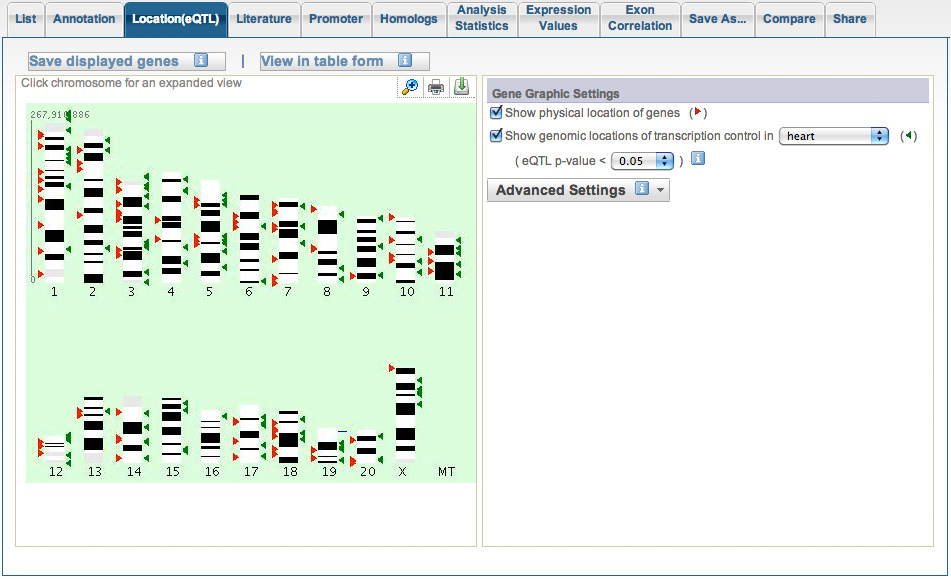 List Annotation Location(eQTL) Literature Promoter Homologs Analysis Statistics Expression Values Exon Correlation Save As... Compare Share
Save displayed genes | View in table form
Click chromosome for an expanded view
267,910,886
0
1 2 3 4 5 6 7 8 9 10 11
12 13 14 15 16 17 18 19 20 X MT
Gene Graphic Settings
Show physical location of genes ( )
Show genomic locations of transcription control in heart ( )
( eQTL p-value < 0.05 )
Advanced Settings